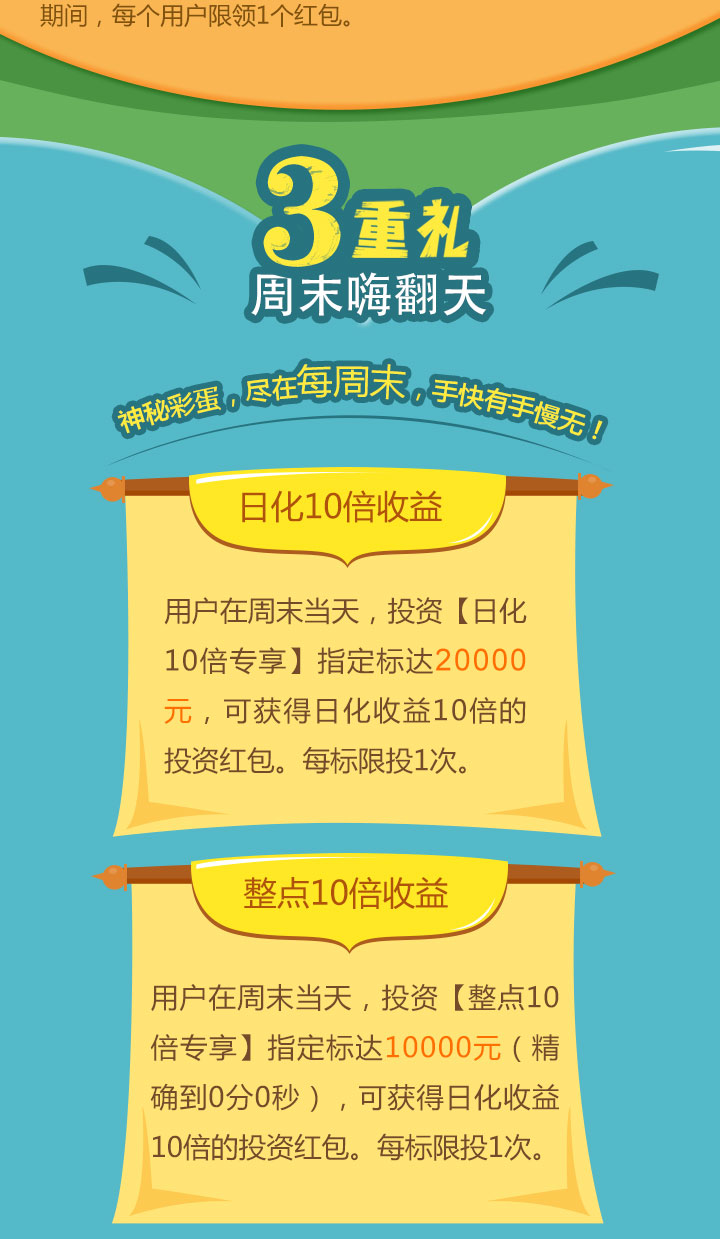 期间，每个用户限领1个红包。
3重礼
周末嗨翻天
神秘彩蛋，尽在每周末，手快有手慢无！
日化10倍收益
用户在周末当天，投资【日化
10倍专享】指定标达20000
元，可获得日化收益10倍的
投资红包。每标限投1次。
整点10倍收益
用户在周末当天，投资【整点10
倍专享】指定标达10000元（精
确到0分0秒），可获得日化收益
10倍的投资红包。每标限投1次。